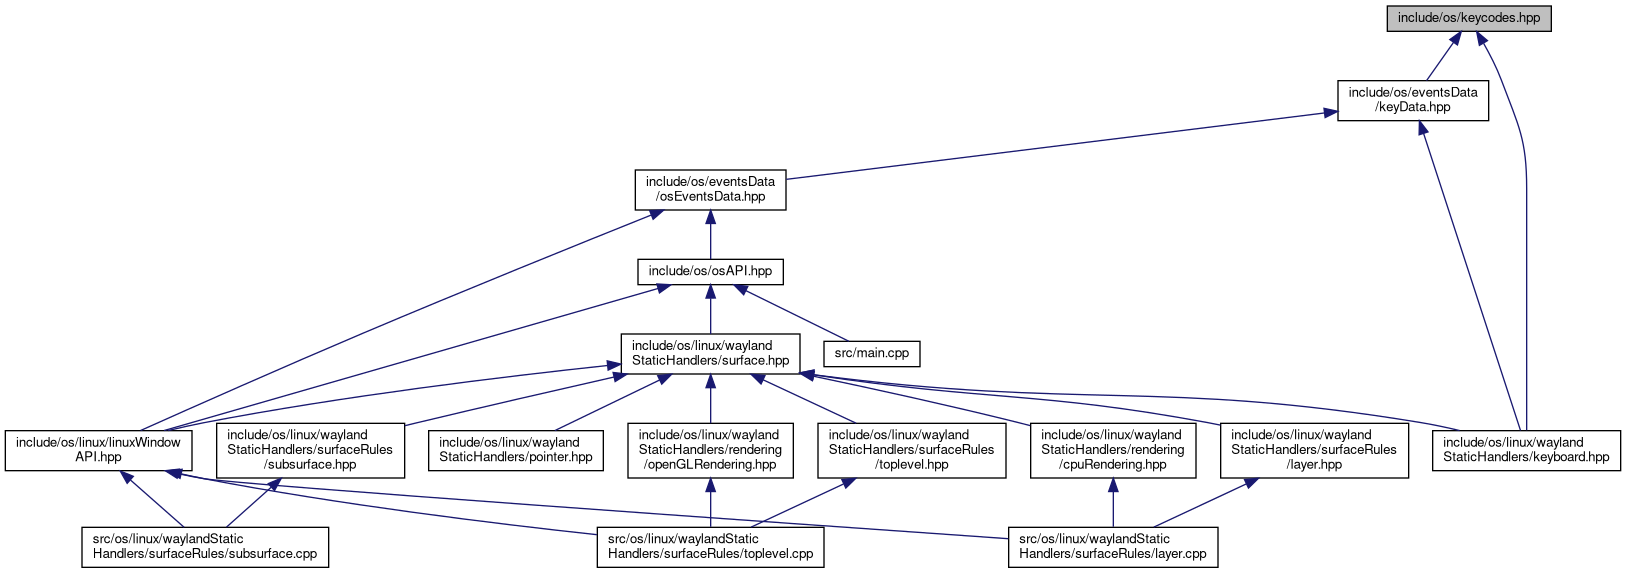 include/os/keycodes.hpp
include/os/eventsData
/keyData.hpp
include/os/eventsData
/osEventsData.hpp
include/os/osAPI.hpp
include/os/linux/wayland
StaticHandlers/surface.hpp
src/main.cpp
include/os/linux/linuxWindow
API.hpp
include/os/linux/wayland
StaticHandlers/surfaceRules
/subsurface.hpp
include/os/linux/wayland
StaticHandlers/pointer.hpp
include/os/linux/wayland
StaticHandlers/rendering
/openGLRendering.hpp
include/os/linux/wayland
StaticHandlers/surfaceRules
/toplevel.hpp
include/os/linux/wayland
StaticHandlers/rendering
/cpuRendering.hpp
include/os/linux/wayland
StaticHandlers/surfaceRules
/layer.hpp
include/os/linux/wayland
StaticHandlers/keyboard.hpp
src/os/linux/waylandStatic
Handlers/surfaceRules/subsurface.cpp
src/os/linux/waylandStatic
Handlers/surfaceRules/toplevel.cpp
src/os/linux/waylandStatic
Handlers/surfaceRules/layer.cpp